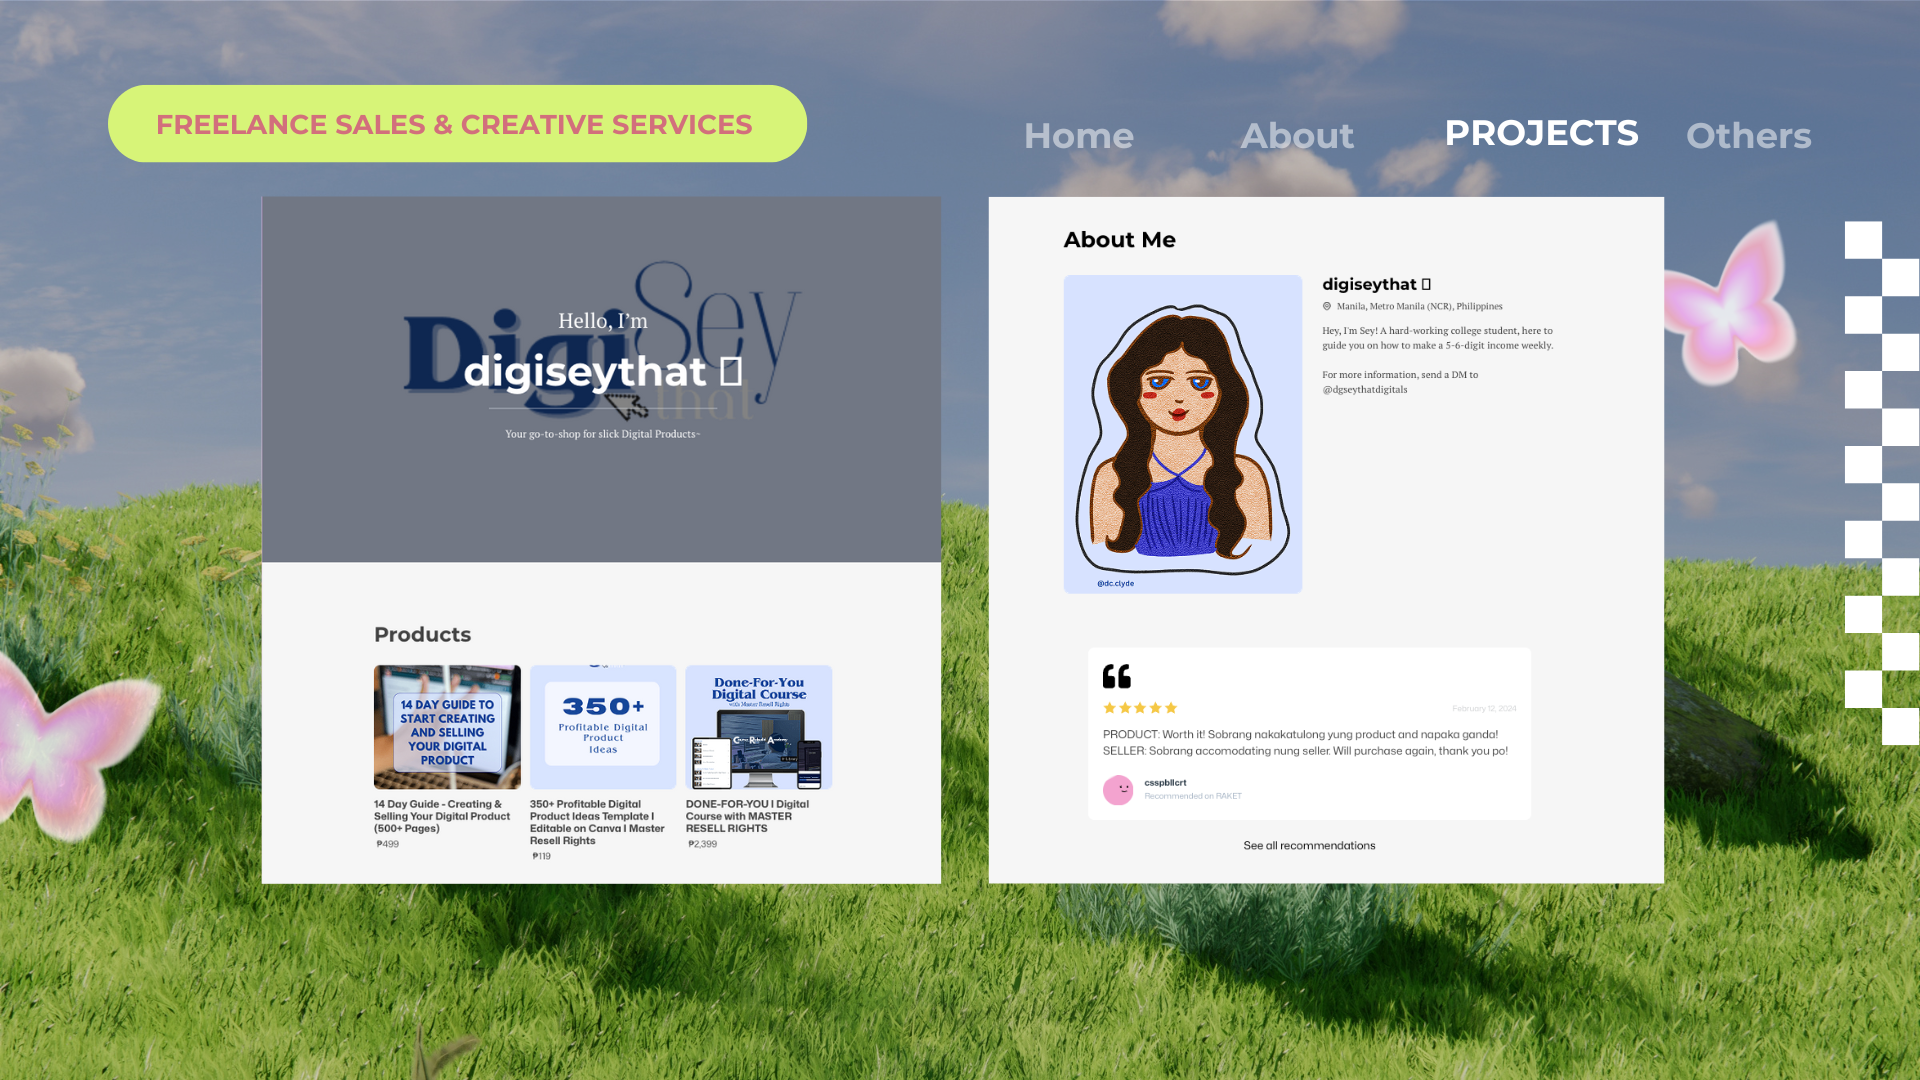 FREELANCE SALES & CREATIVE SERVICES
Home
About
PROJECTS
Others
DigiSey
that
Hello, I'm
digiseythat
Your go-to-shop for slick Digital Products~
Products
14 DAY GUIDE TO
START CREATING
AND SELLING
YOUR DIGITAL
PRODUCT
350+
Profitable Digital
Product
Ideas
Done-For-You
Digital Course
with Master Resell Rights
14 Day Guide - Creating &
Selling Your Digital Product
(500+ Pages)
₱499
350+ Profitable Digital
Product Ideas Template I
Editable on Canva I Master
Resell Rights
₱119
DONE-FOR-YOU I Digital
Course with MASTER
RESELL RIGHTS
₱2,399
About Me
@dc.clyde
digiseythat
Manila, Metro Manila (NCR), Philippines
Hey, I'm Sey! A hard-working college student, here to
guide you on how to make a 5-6-digit income weekly.
For more information, send a DM to
@dgseythatdigitals
February 12, 2024
PRODUCT: Worth it! Sobrang nakakatulong yung product and napaka ganda!
SELLER: Sobrang accomodating nung seller. Will purchase again, thank you po!
csspbllcrt
Recommended on RAKET
See all recommendations